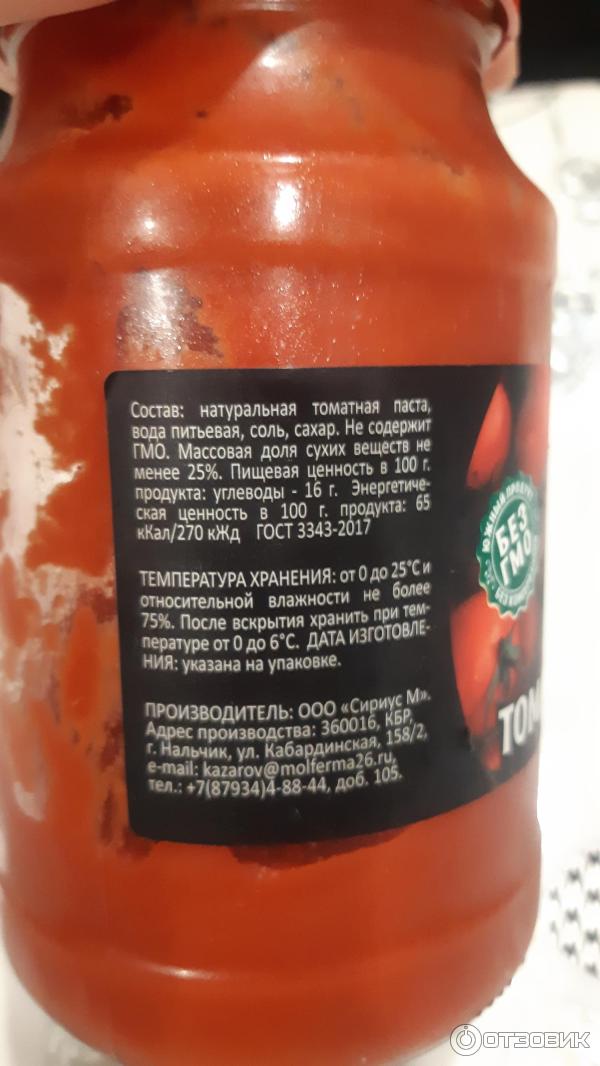 Состав: натуральная томатная паста,
вода питьевая, соль, сахар. Не содержит
ГМО. Массовая доля сухих веществ не
менее 25%. Пищевая ценность в 100 г.
продукта: углеводы - 16 г. Энергетиче-
ская ценность в 100 г. продукта: 65
кКал/270 кЖд ГОСТ 3343-2017
ТЕМПЕРАТУРА ХРАНЕНИЯ: от 0 до 25°С и
относительной влажности не более
75%. После вскрытия хранить при тем-
пературе от 0 до 6°С. ДАТА ИЗГОТОВЛЕ-
НИЯ: указана на упаковке.
ПРОИЗВОДИТЕЛЬ: ООО «Сириус М».
Адрес производства: 360016, КБР,
г. Нальчик, ул. Кабардинская, 158/2,
e-mail: kazarov@molferma26.ru,
тел.: +7(87934)4-88-44, доб. 105.
ЮЖНЫЙ ПРОДУКТ
БЕЗ
ГМО
ТОМ
ОТЗОВИК